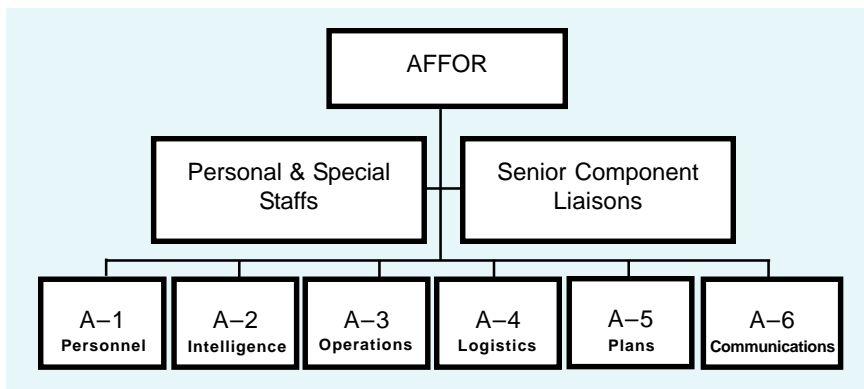 AFFOR
Personal & Special
Staffs
Senior Component
Liaisons
A–1
Personnel
A–2
Intelligence
A–3
Operations
A–4
Logistics
A–5
Plans
A–6
Communications